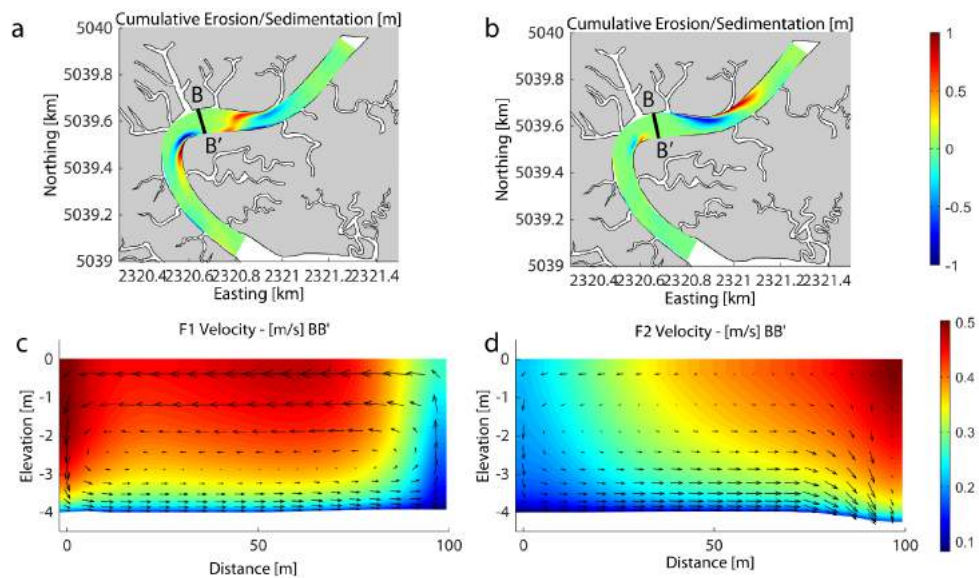 a
Cumulative Erosion/Sedimentation [m]
b
Cumulative Erosion/Sedimentation [m]
5040
5039.8
5039.6
5039.4
5039.2
5039
Northing [km]
B
B'
2320.4 2320.6 2320.8 2321 2321.2 2321.4
Easting [km]
5040
5039.8
5039.6
5039.4
5039.2
5039
Northing [km]
B
B'
2320.4 2320.6 2320.8 2321 2321.2 2321.4
Easting [km]
1
0.5
0
-0.5
-1
c
F1 Velocity - [m/s] BB'
0
-1
-2
-3
-4
Elevation [m]
0 50 100
Distance [m]
d
F2 Velocity - [m/s] BB'
0
-1
-2
-3
-4
Elevation [m]
0 50 100
Distance [m]
0.5
0.4
0.3
0.2
0.1